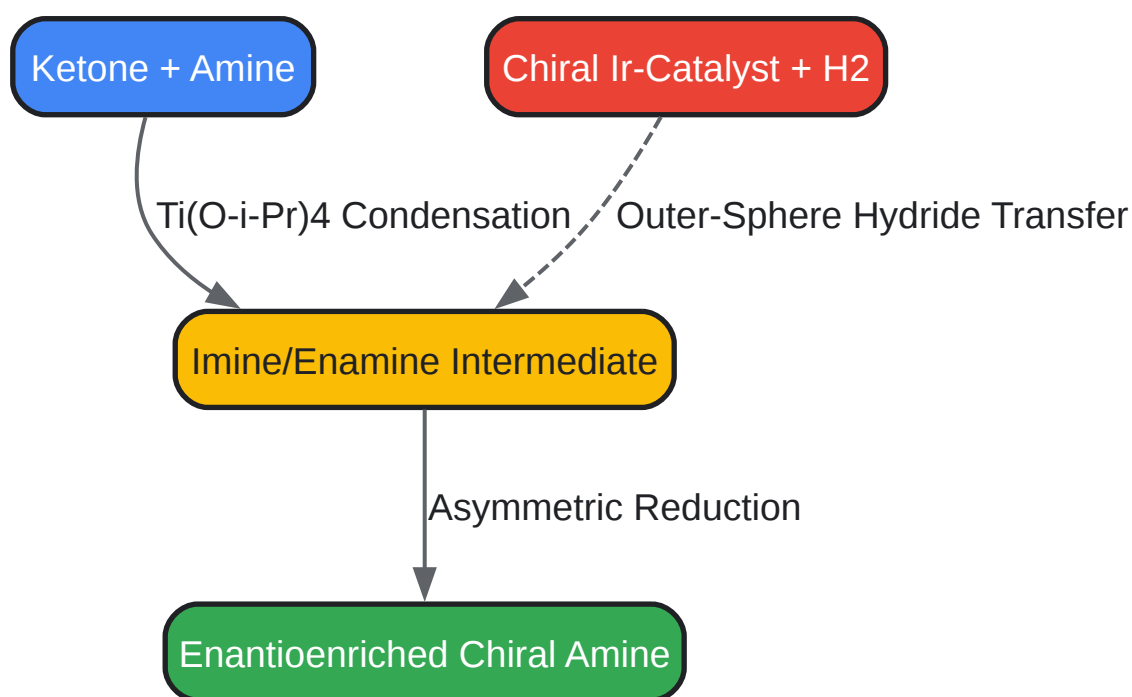 Ketone + Amine
Chiral Ir-Catalyst + H2
Ti(O-i-Pr)4 Condensation
Outer-Sphere Hydride Transfer
Imine/Enamine Intermediate
Asymmetric Reduction
Enantioenriched Chiral Amine